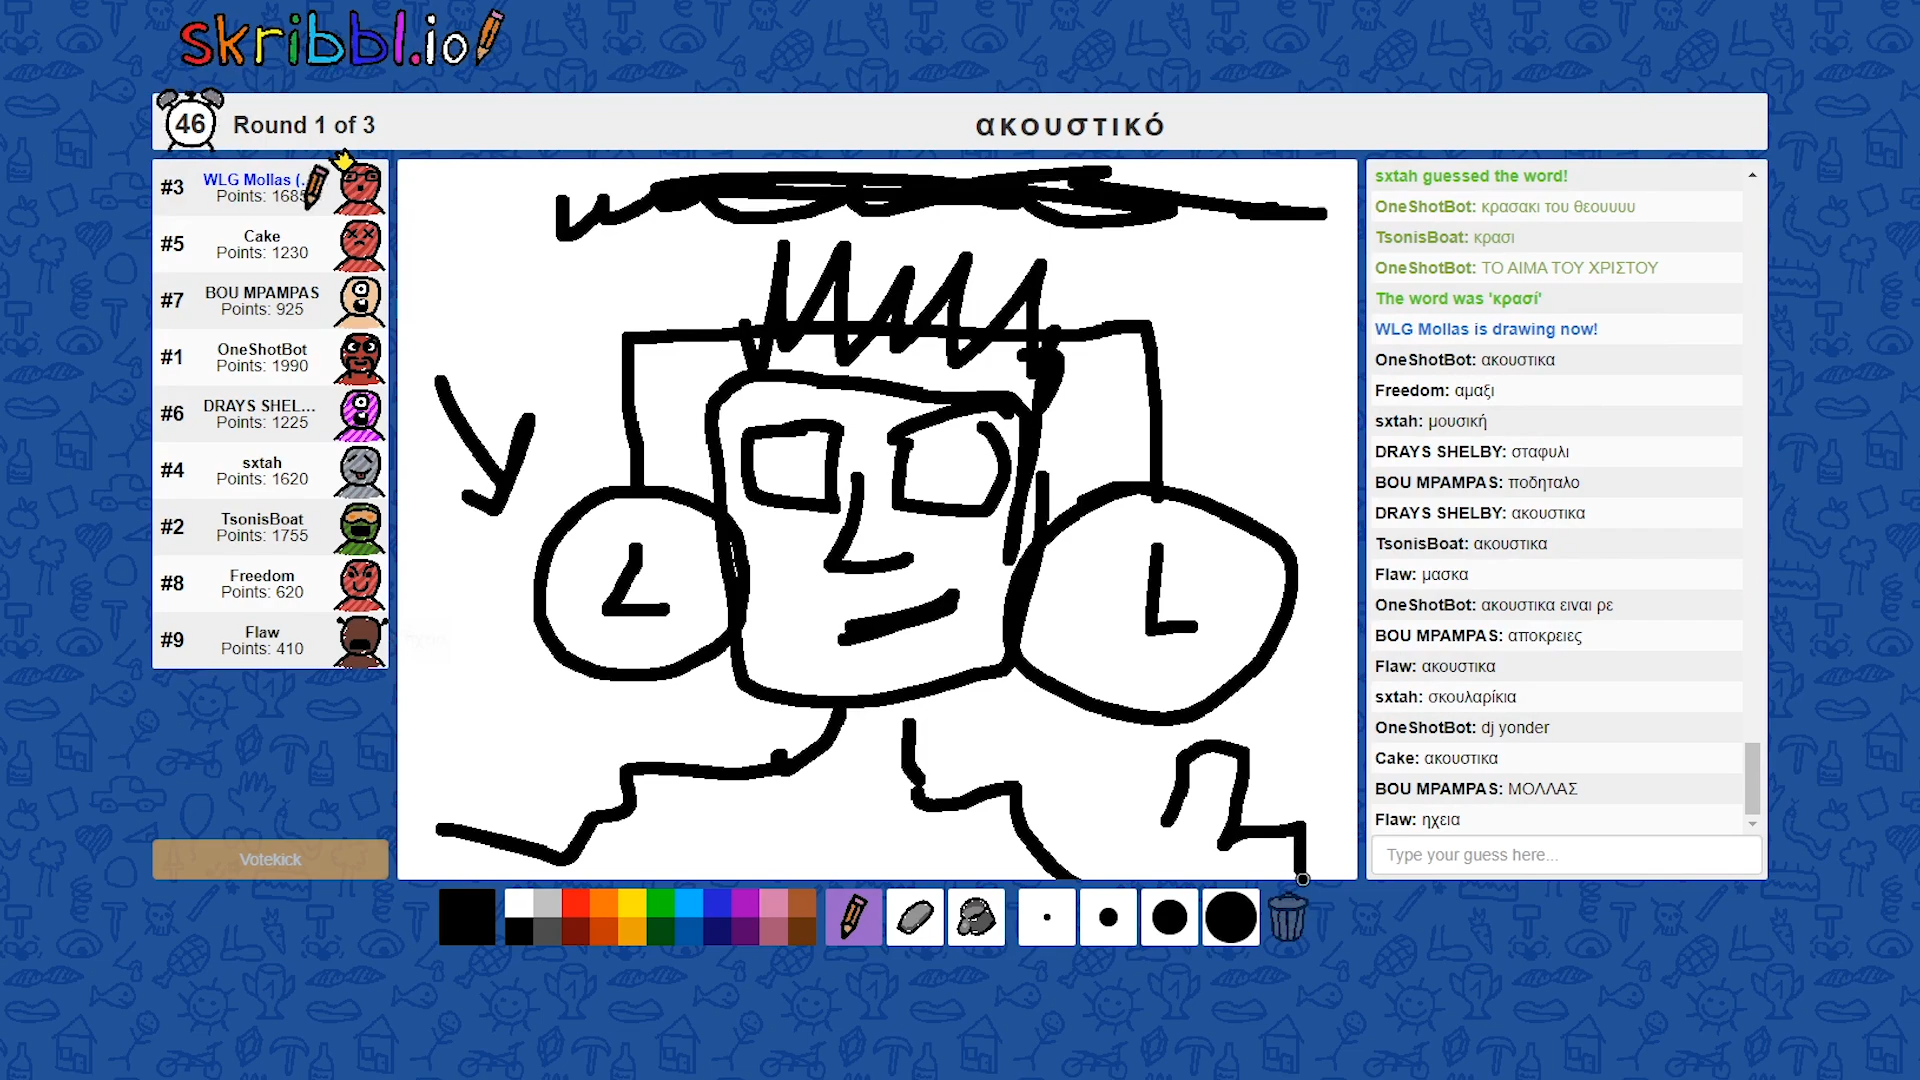 skribbl.io
46
Round 1 of 3
ακουστικό
#3
WLG Mollas (...
Points: 1685
#5
Cake
Points: 1230
#7
BOU MPAMPAS
Points: 925
#1
OneShotBot
Points: 1990
#6
DRAYS SHEL...
Points: 1225
#4
sxtah
Points: 1620
#2
TsonisBoat
Points: 1755
#8
Freedom
Points: 620
#9
Flaw
Points: 410
Votekick
L
L
sxtah guessed the word!
OneShotBot: κρασακι του θεουυυυ
TsonisBoat: κρασι
OneShotBot: ΤΟ ΑΙΜΑ ΤΟΥ ΧΡΙΣΤΟΥ
The word was 'κρασί'
WLG Mollas is drawing now!
OneShotBot: ακουστικα
Freedom: αμαξι
sxtah: μουσική
DRAYS SHELBY: σταφυλι
BOU MPAMPAS: ποδηταλο
DRAYS SHELBY: ακουστικα
TsonisBoat: ακουστικα
Flaw: μασκα
OneShotBot: ακουστικα ειναι ρε
BOU MPAMPAS: αποκρειες
Flaw: ακουστικα
sxtah: σκουλαρίκια
OneShotBot: dj yonder
Cake: ακουστικα
BOU MPAMPAS: ΜΟΛΛΑΣ
Flaw: ηχεια
Type your guess here...